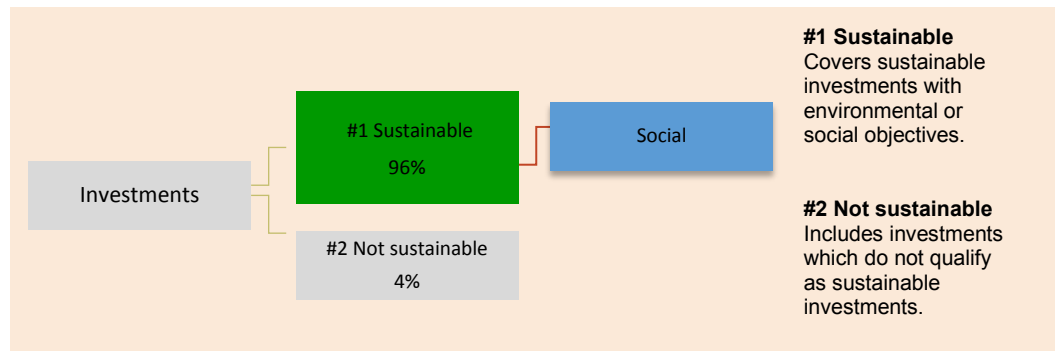 Investments
#1 Sustainable
96%
#2 Not sustainable
4%
Social
#1 Sustainable
Covers sustainable
investments with
environmental or
social objectives.
#2 Not sustainable
Includes investments
which do not qualify
as sustainable
investments.